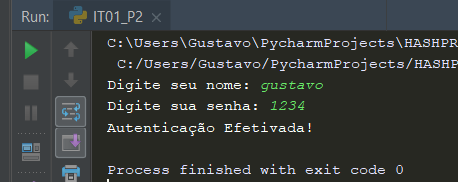 Run: IT01_P2
C:\Users\Gustavo\PycharmProjects\HASHPR
C:/Users/Gustavo/PycharmProjects/HASHP
Digite seu nome: gustavo
Digite sua senha: 1234
Autenticação Efetivada!
Process finished with exit code 0